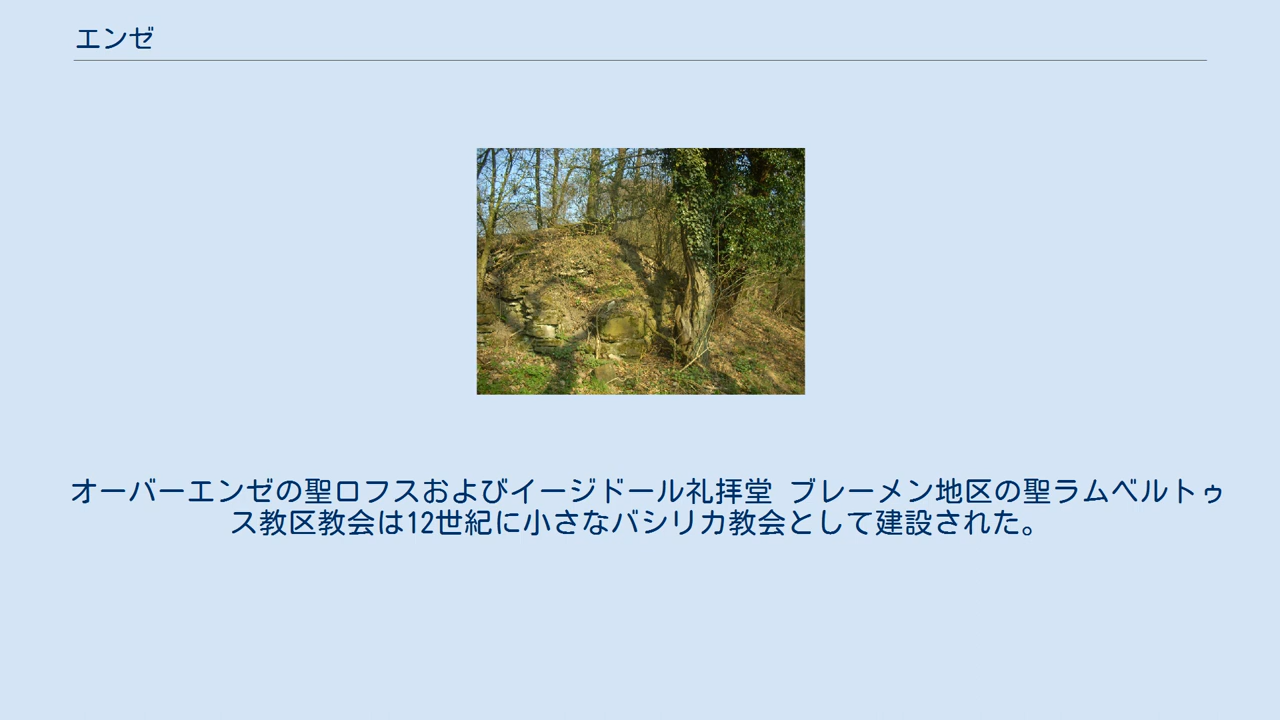 エンゼ
オーバーエンゼの聖ロフスおよびイージドール礼拝堂 ブレーメン地区の聖ラムベルトゥ
ス教区教会は12世紀に小さなバシリカ教会として建設された。